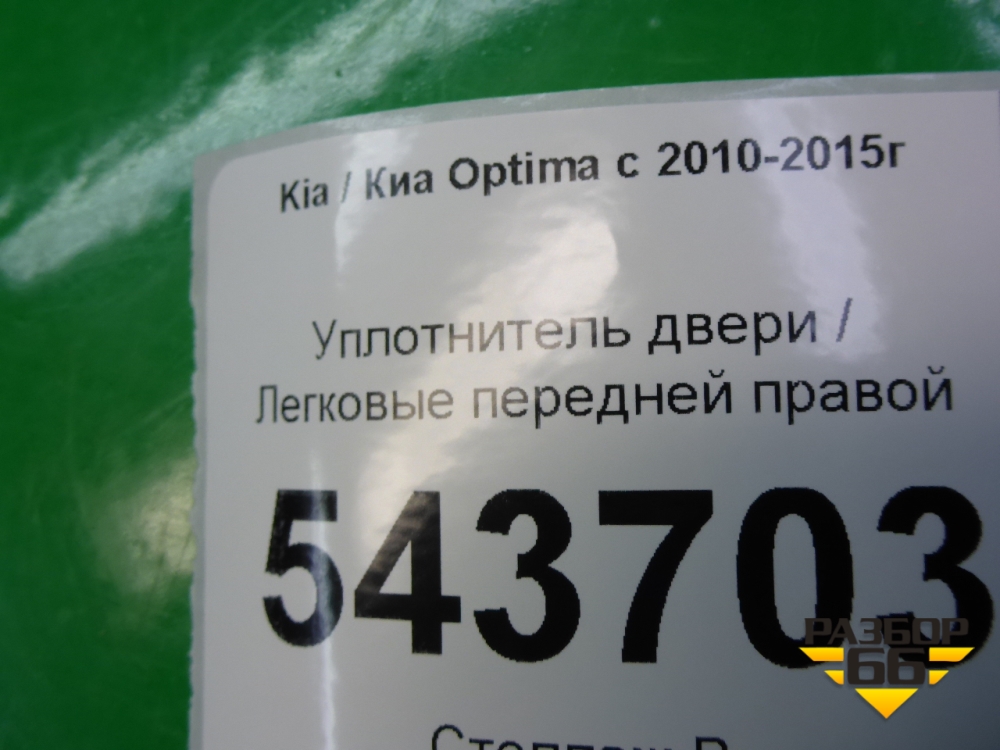 Kia / Киа Optima с 2010-2015г
Уплотнитель двери /
Легковые передней правой
543703
РАЗБОР
66